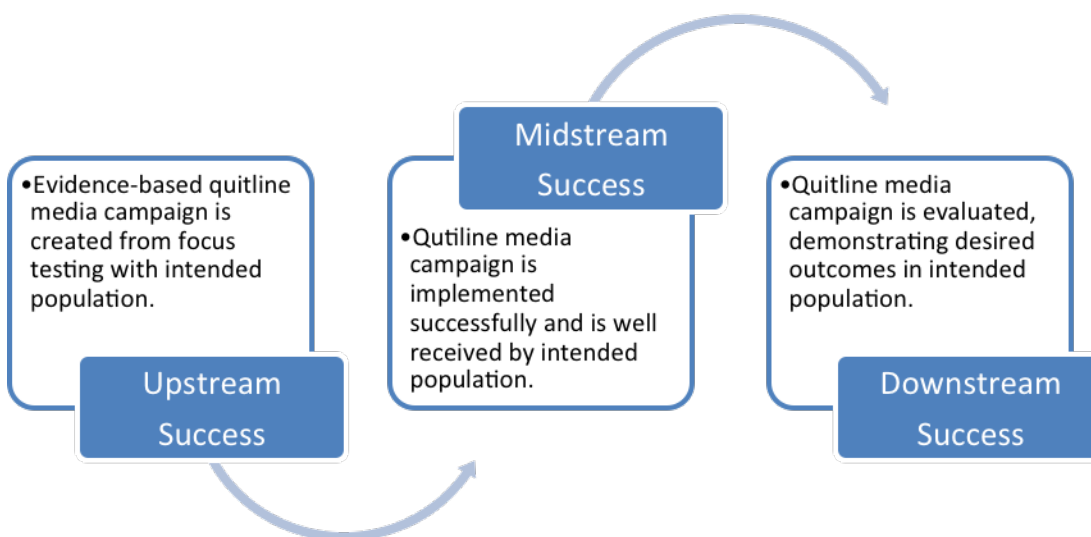 •Evidence-based quitline
media campaign is
created from focus
testing with intended
population.
Upstream
Success
Midstream
Success
•Qutiline media
campaign is
implemented
successfully and is well
received by intended
population.
•Quitline media
campaign is evaluated,
demonstrating desired
outcomes in intended
population.
Downstream
Success